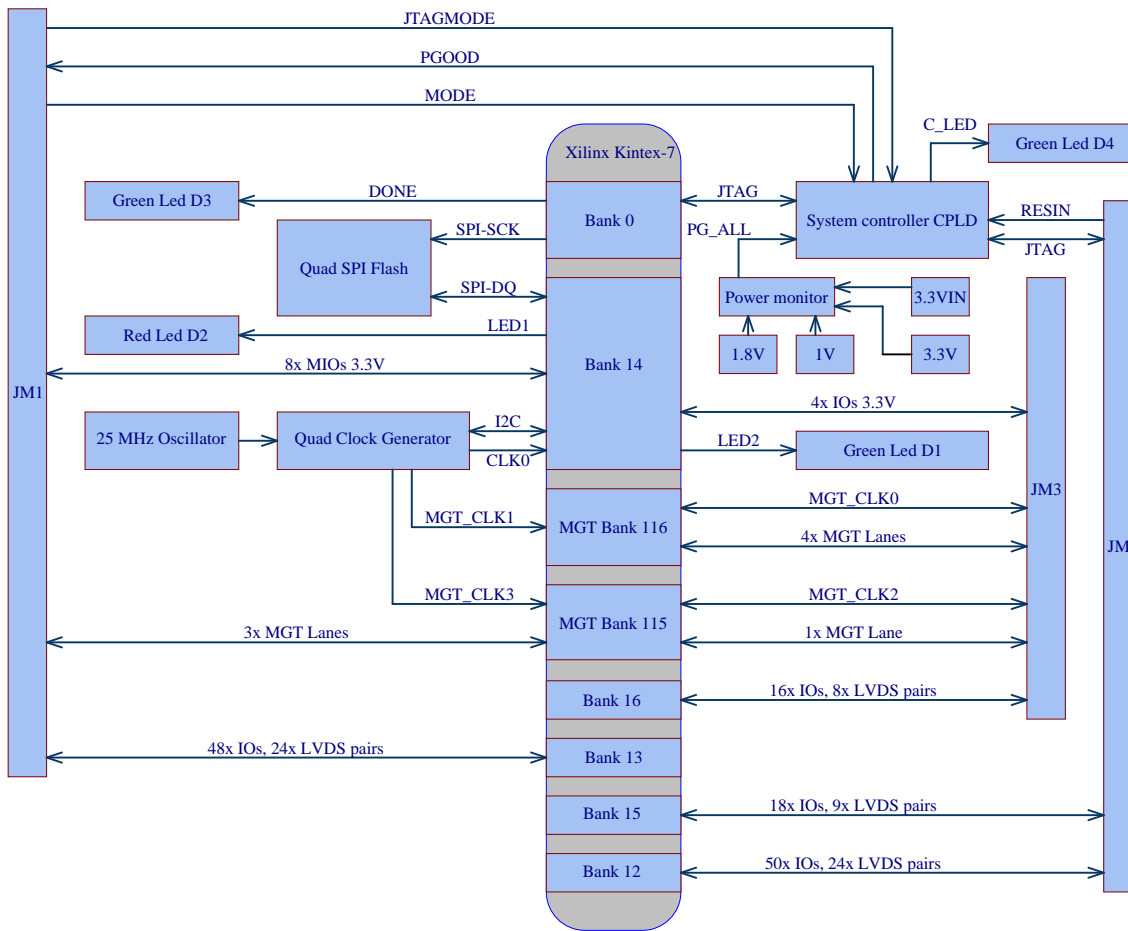 JTAGMODE
PGOOD
MODE
C_LED
Green Led D4
Xilinx Kintex-7
Green Led D3
DONE
Bank 0
JTAG
System controller CPLD
RESIN
JTAG
SPI-SCK
PG_ALL
Quad SPI Flash
SPI-DQ
Power monitor
3.3VIN
Red Led D2
LED1
1.8V
1V
3.3V
8x MIOs 3.3V
Bank 14
JM1
4x IOs 3.3V
25 MHz Oscillator
Quad Clock Generator
I2C
CLK0
LED2
Green Led D1
JM3
MGT_CLK1
MGT Bank 116
MGT_CLK0
4x MGT Lanes
JM
MGT_CLK3
MGT_CLK2
3x MGT Lanes
MGT Bank 115
1x MGT Lane
Bank 16
16x IOs, 8x LVDS pairs
48x IOs, 24x LVDS pairs
Bank 13
Bank 15
18x IOs, 9x LVDS pairs
Bank 12
50x IOs, 24x LVDS pairs